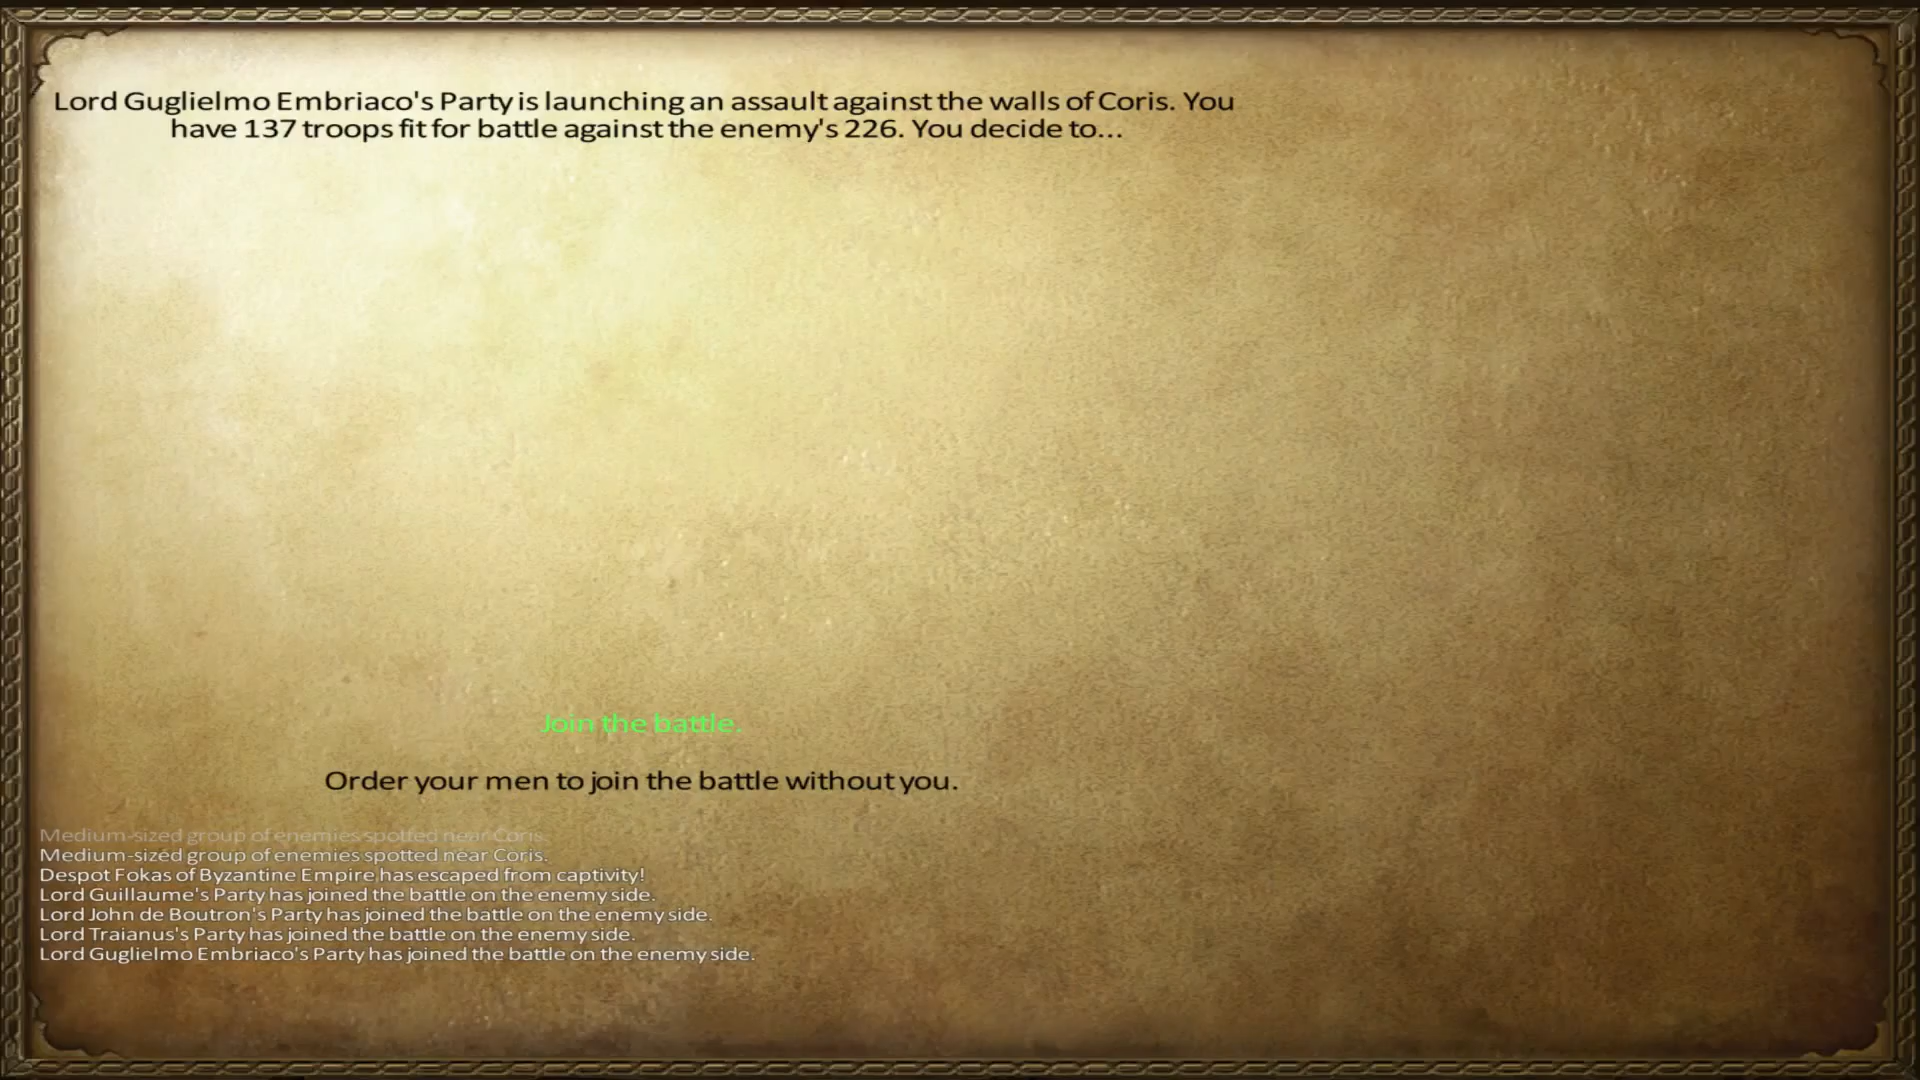 Lord Guglielmo Embriaco's Party is launching an assault against the walls of Coris. You
have 137 troops fit for battle against the enemy's 226. You decide to...
Join the battle.
Order your men to join the battle without you.
Medium-sized group of enemies spotted near Coris.
Medium-sized group of enemies spotted near Coris.
Despot Fokas of Byzantine Empire has escaped from captivity!
Lord Guillaume's Party has joined the battle on the enemy side.
Lord John de Boutron's Party has joined the battle on the enemy side.
Lord Traianus's Party has joined the battle on the enemy side.
Lord Guglielmo Embriaco's Party has joined the battle on the enemy side.